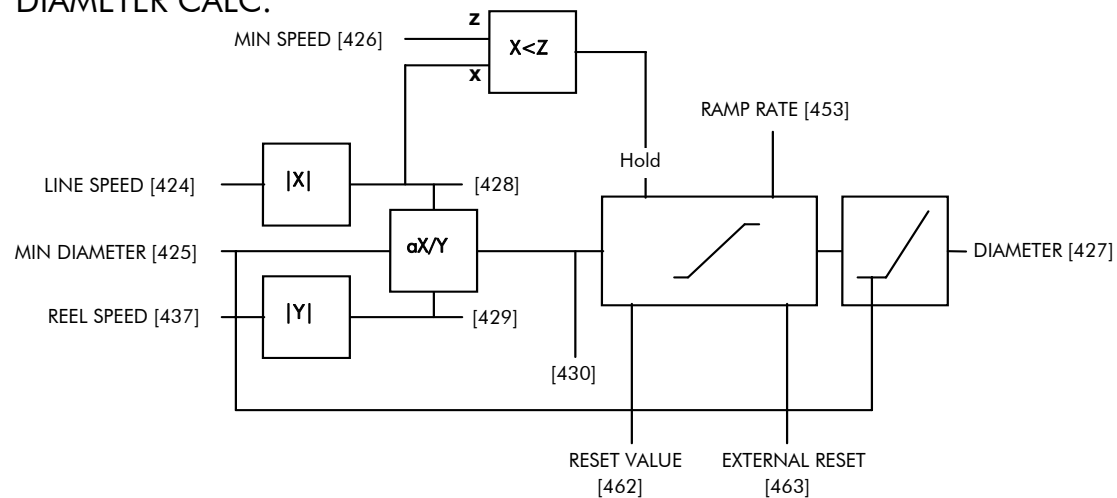 DIAMETER CALC.
MIN SPEED [426]
z
x
X<Z
RAMP RATE [453]
Hold
LINE SPEED [424]
|X|
[428]
MIN DIAMETER [425]
aX/Y
DIAMETER [427]
REEL SPEED [437]
|Y|
[429]
[430]
RESET VALUE
[462]
EXTERNAL RESET
[463]